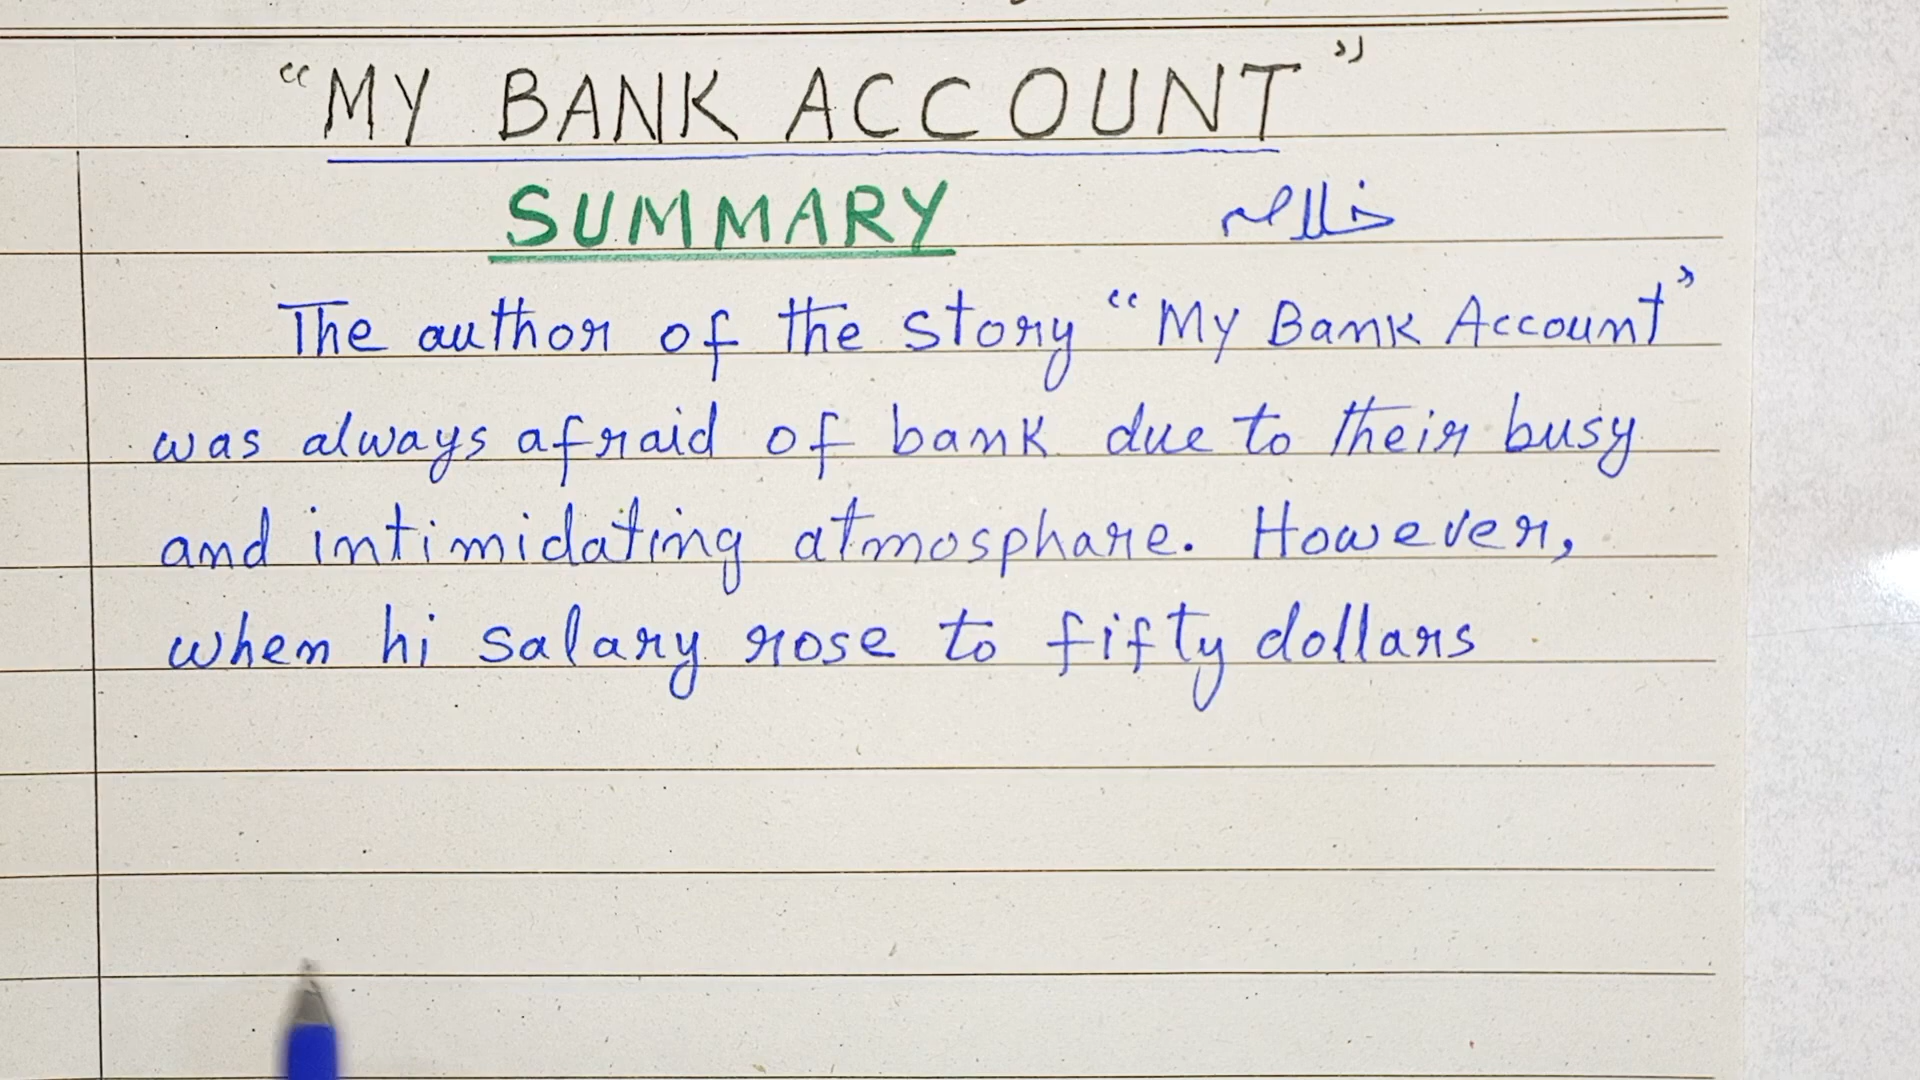 "MY BANK ACCOUNT"
SUMMARY خلاصہ
The author of the story "My Bank Account"
was always afraid of bank due to their busy
and intimidating atmosphare. However,
when hi salary rose to fifty dollars